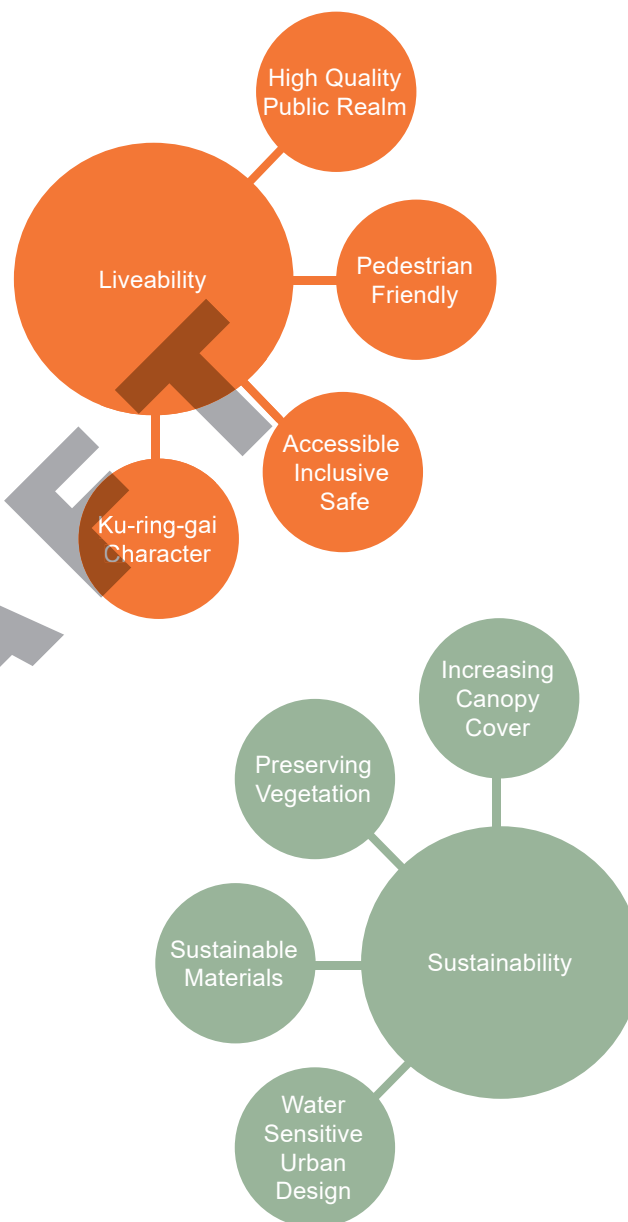 High Quality
Public Realm
Liveability
Pedestrian
Friendly
Accessible
Inclusive
Safe
Ku-ring-gai
Character
Increasing
Canopy
Cover
Preserving
Vegetation
Sustainable
Materials
Sustainability
Water
Sensitive
Urban
Design